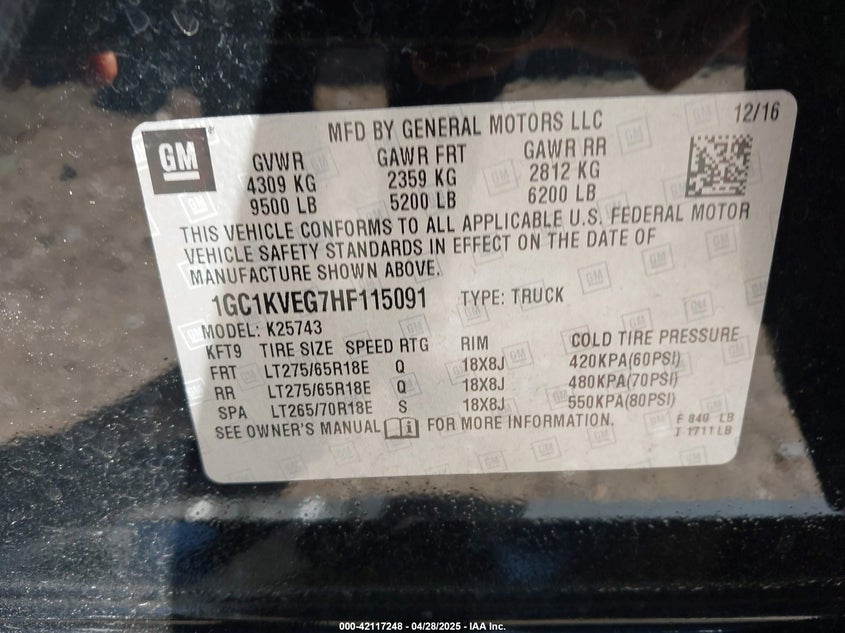 GM
MFD BY GENERAL MOTORS LLC 12/16
GVWR GAWR FRT GAWR RR
4309 KG 2359 KG 2812 KG
9500 LB 5200 LB 6200 LB
THIS VEHICLE CONFORMS TO ALL APPLICABLE U.S. FEDERAL MOTOR
VEHICLE SAFETY STANDARDS IN EFFECT ON THE DATE OF
MANUFACTURE SHOWN ABOVE.
1GC1KVEG7HF115091 TYPE: TRUCK
MODEL: K25743
KFT9 TIRE SIZE SPEED RTG RIM COLD TIRE PRESSURE
FRT LT275/65R18E Q 18X8J 420KPA(60PSI)
RR LT275/65R18E Q 18X8J 480KPA(70PSI)
SPA LT265/70R18E S 18X8J 550KPA(80PSI)
SEE OWNER'S MANUAL FOR MORE INFORMATION.
F 840 LB
T 1711LB
000-42117248 - 04/28/2025 - IAA Inc.